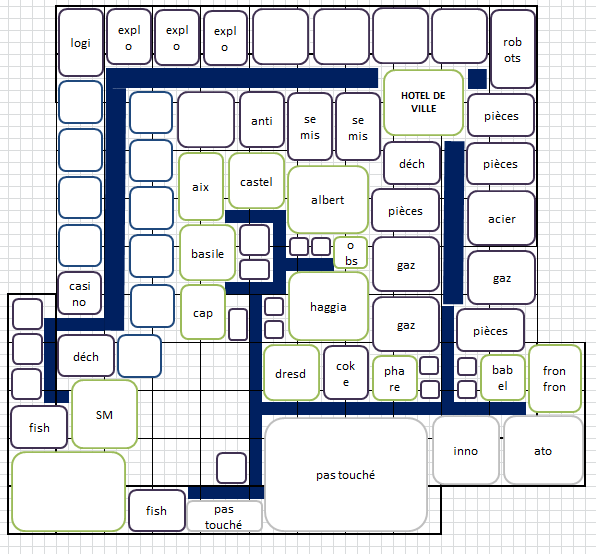 logi
expl
o
expl
o
expl
o
rob
ots
HOTEL DE
VILLE
pièces
anti
se
mis
se
mis
déch
pièces
aix
castel
albert
pièces
acier
basile
o
bs
gaz
gaz
casi
no
cap
haggia
gaz
pièces
déch
dresd
cok
e
pha
re
bab
el
fron
fron
fish
SM
pas touché
inno
ato
fish
pas
touché